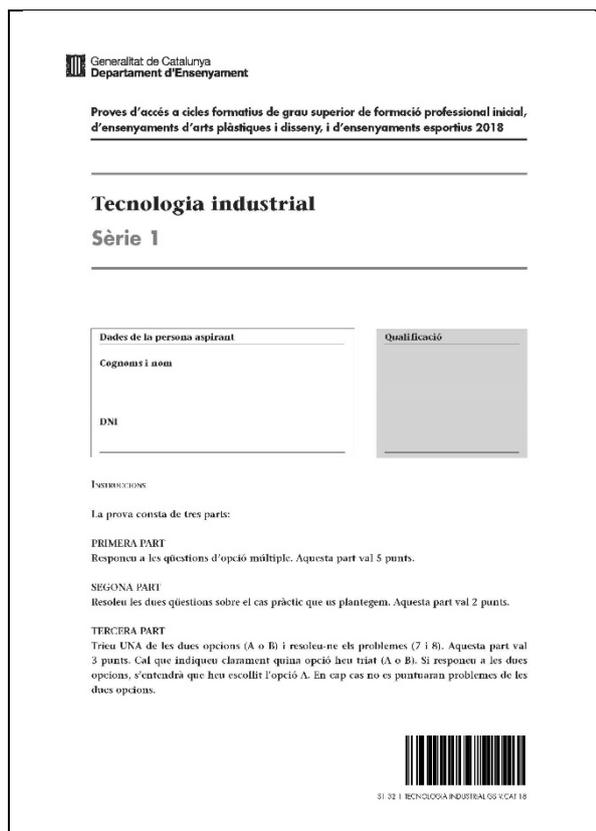 Generalitat de Catalunya
Departament d'Ensenyament
Proves d'accés a cicles formatius de grau superior de formació professional inicial,
d'ensenyaments d'arts plàstiques i disseny, i d'ensenyaments esportius 2018
Tecnologia industrial
Sèrie 1
Dades de la persona aspirant
Cognoms i nom
DNI
Qualificació
INSTRUCCIONS
La prova consta de tres parts:
PRIMERA PART
Responeu a les qüestions d'opció múltiple. Aquesta part val 5 punts.
SEGONA PART
Resoleu les dues qüestions sobre el cas pràctic que us plantegem. Aquesta part val 2 punts.
TERCERA PART
Trieu UNA de les dues opcions (A o B) i resoleu-ne els problemes (7 i 8). Aquesta part val
3 punts. Cal que indiqueu clarament quina opció heu triat (A o B). Si responeu a les dues
opcions, s'entendrà que heu escollit l'opció A. En cap cas no es puntuaran problemes de les
dues opcions.
S1_32_1 TECNOLOGIA INDUSTRIAL GS V.CAT 18